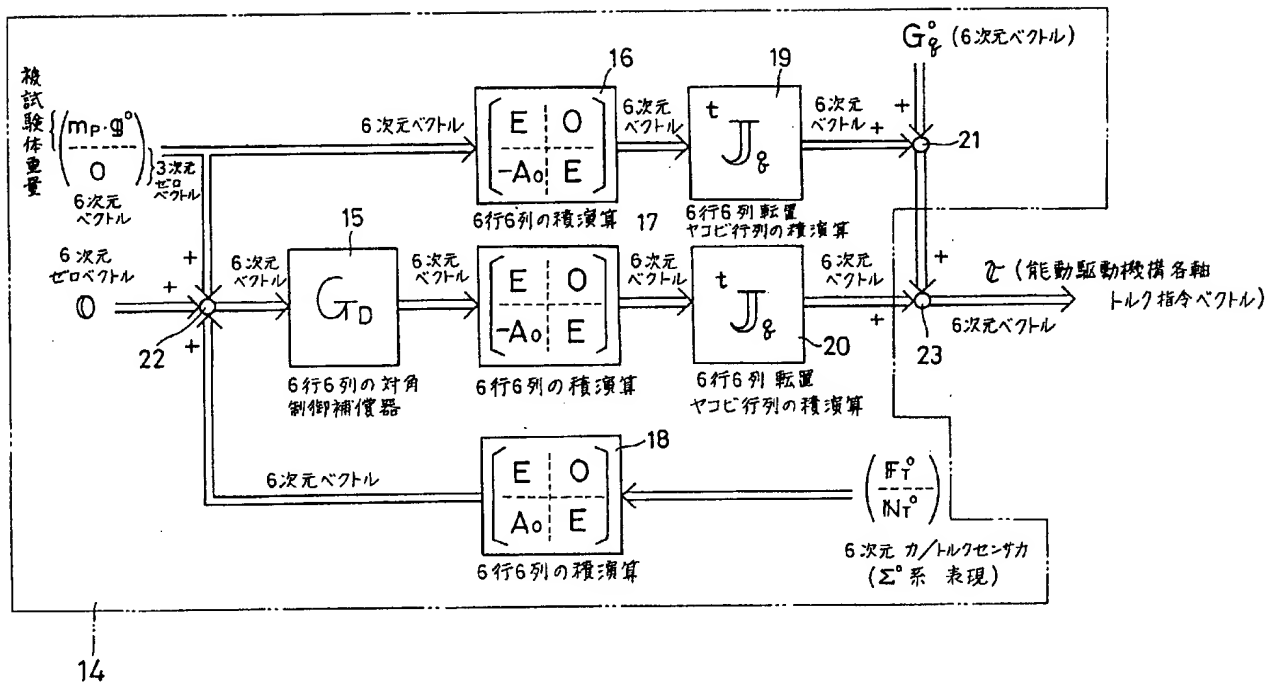 G°q (6次元ベクトル)
16
19
被試験体重量
mP・g°
O
3次元
ゼロ
ベクトル
6次元
ベクトル
6次元ベクトル
E O
-Ao E
6次元
ベクトル
tJq
6次元
ベクトル
+
+
21
6行6列の積演算
17
6行6列転置
ヤコビ行列の積演算
15
6次元
ゼロベクトル
O
+
+
+
22
6次元
ベクトル
GD
6次元
ベクトル
E O
-Ao E
6次元
ベクトル
tJq
20
6次元
ベクトル
+
+
23
τ (能動駆動機構各軸
トルク指令ベクトル)
6次元ベクトル
6行6列の対角
制御補償器
6行6列の積演算
6行6列転置
ヤコビ行列の積演算
18
6次元ベクトル
E O
Ao E
FT°
NT°
6行6列の積演算
6次元 力/トルクセンサカ
(Σ°系 表現)
14